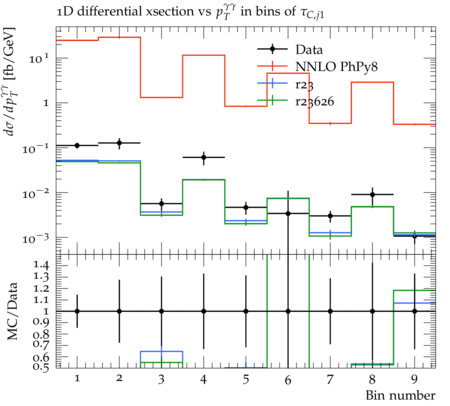 1D differential xsection vs p_T^γγ in bins of τ_C,j1
dσ/dp_T^γγ [fb/GeV]
10^1
1
10^−1
10^−2
10^−3
Data
NNLO PhPy8
r23
r23626
MC/Data
1.4
1.3
1.2
1.1
1
0.9
0.8
0.7
0.6
0.5
1 2 3 4 5 6 7 8 9
Bin number